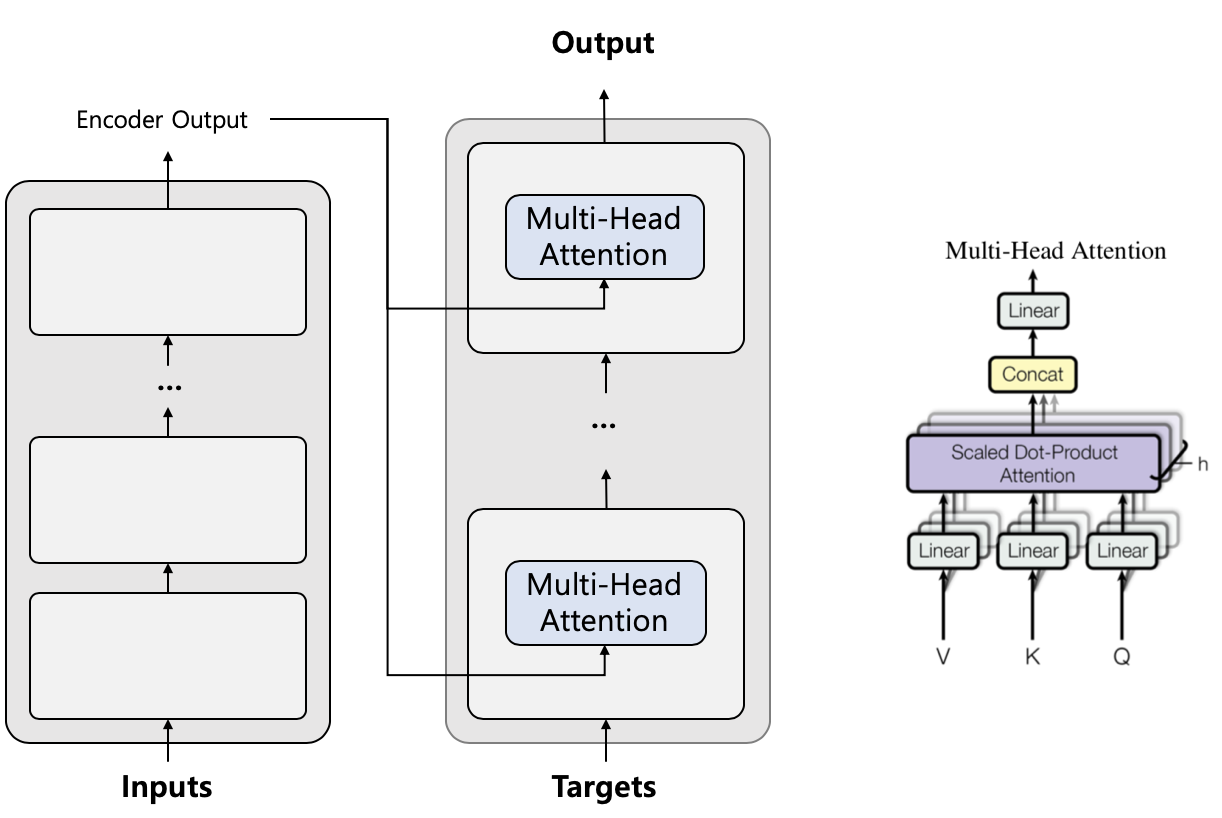 Output
Encoder Output
Multi-Head
Attention
...
...
Multi-Head
Attention
Inputs
Targets
Multi-Head Attention
Linear
Concat
Scaled Dot-Product
Attention
h
Linear
Linear
Linear
V
K
Q